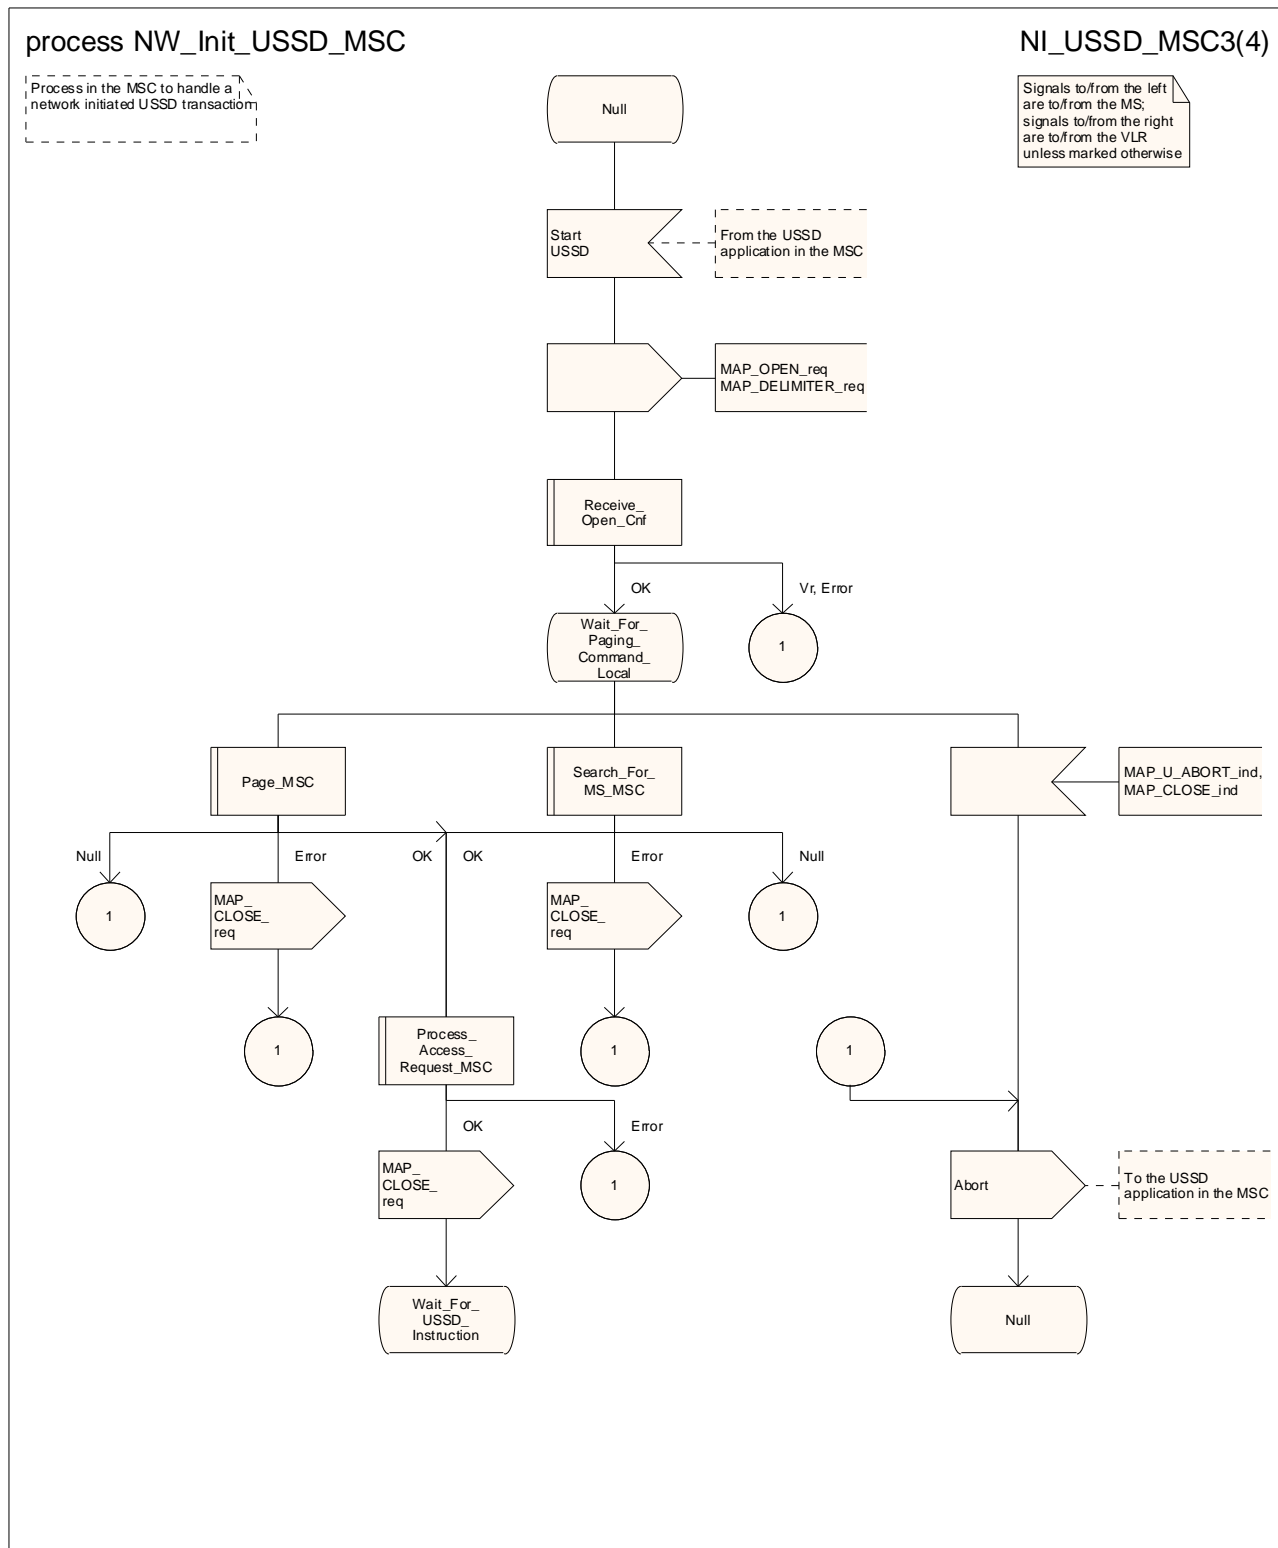 process NW_Init_USSD_MSC
NI_USSD_MSC3(4)
Process in the MSC to handle a
network initiated USSD transaction
Signals to/from the left
are to/from the MS;
signals to/from the right
are to/from the VLR
unless marked otherwise
Null
Start
USSD
From the USSD
application in the MSC
MAP_OPEN_req
MAP_DELIMITER_req
Receive_
Open_Cnf
OK
Vr, Error
Wait_For_
Paging_
Command_
Local
1
Page_MSC
Search_For_
MS_MSC
MAP_U_ABORT_ind,
MAP_CLOSE_ind
Null
Error
OK
OK
Error
Null
1
MAP_
CLOSE_
req
MAP_
CLOSE_
req
1
1
Process_
Access_
Request_MSC
1
1
OK
Error
MAP_
CLOSE_
req
1
Abort
To the USSD
application in the MSC
Wait_For_
USSD_
Instruction
Null